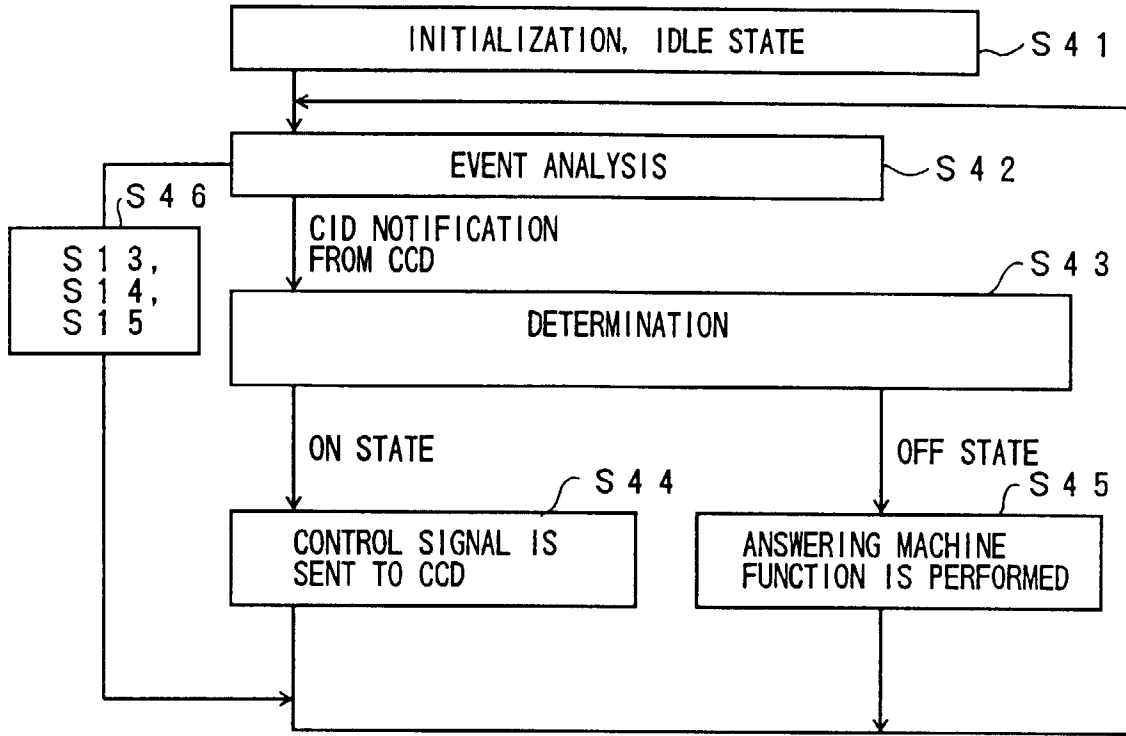 INITIALIZATION, IDLE STATE
S41
EVENT ANALYSIS
S42
S46
S13,
S14,
S15
CID NOTIFICATION
FROM CCD
S43
DETERMINATION
ON STATE
OFF STATE
S44
S45
CONTROL SIGNAL IS
SENT TO CCD
ANSWERING MACHINE
FUNCTION IS PERFORMED